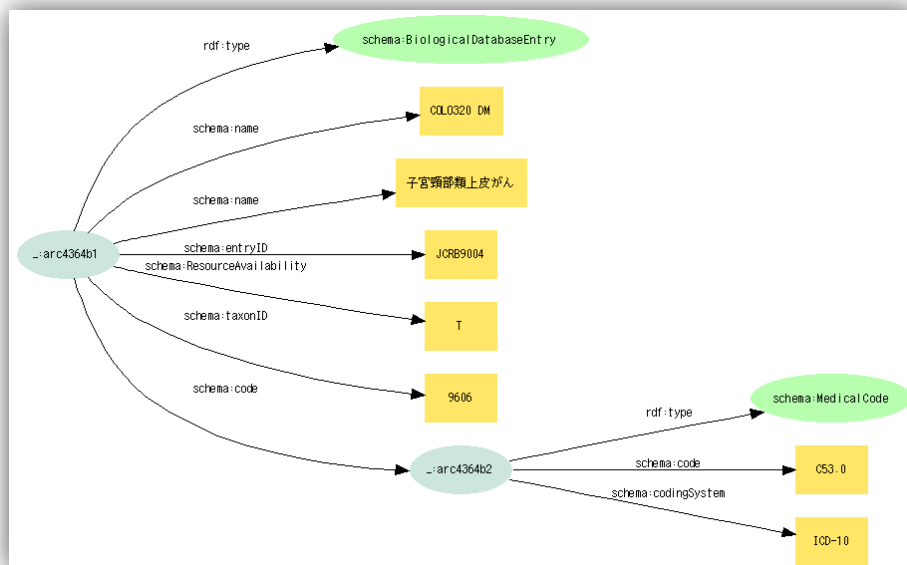 schema:BiologicalDatabaseEntry
rdf:type
COLO320 DM
schema:name
子宮頸部類上皮がん
schema:name
_:arc4364b1
schema:entryID
JCRB9004
schema:ResourceAvailability
schema:taxonID
T
schema:code
9606
schema:MedicalCode
rdf:type
_:arc4364b2
schema:code
C53.0
schema:codingSystem
ICD-10